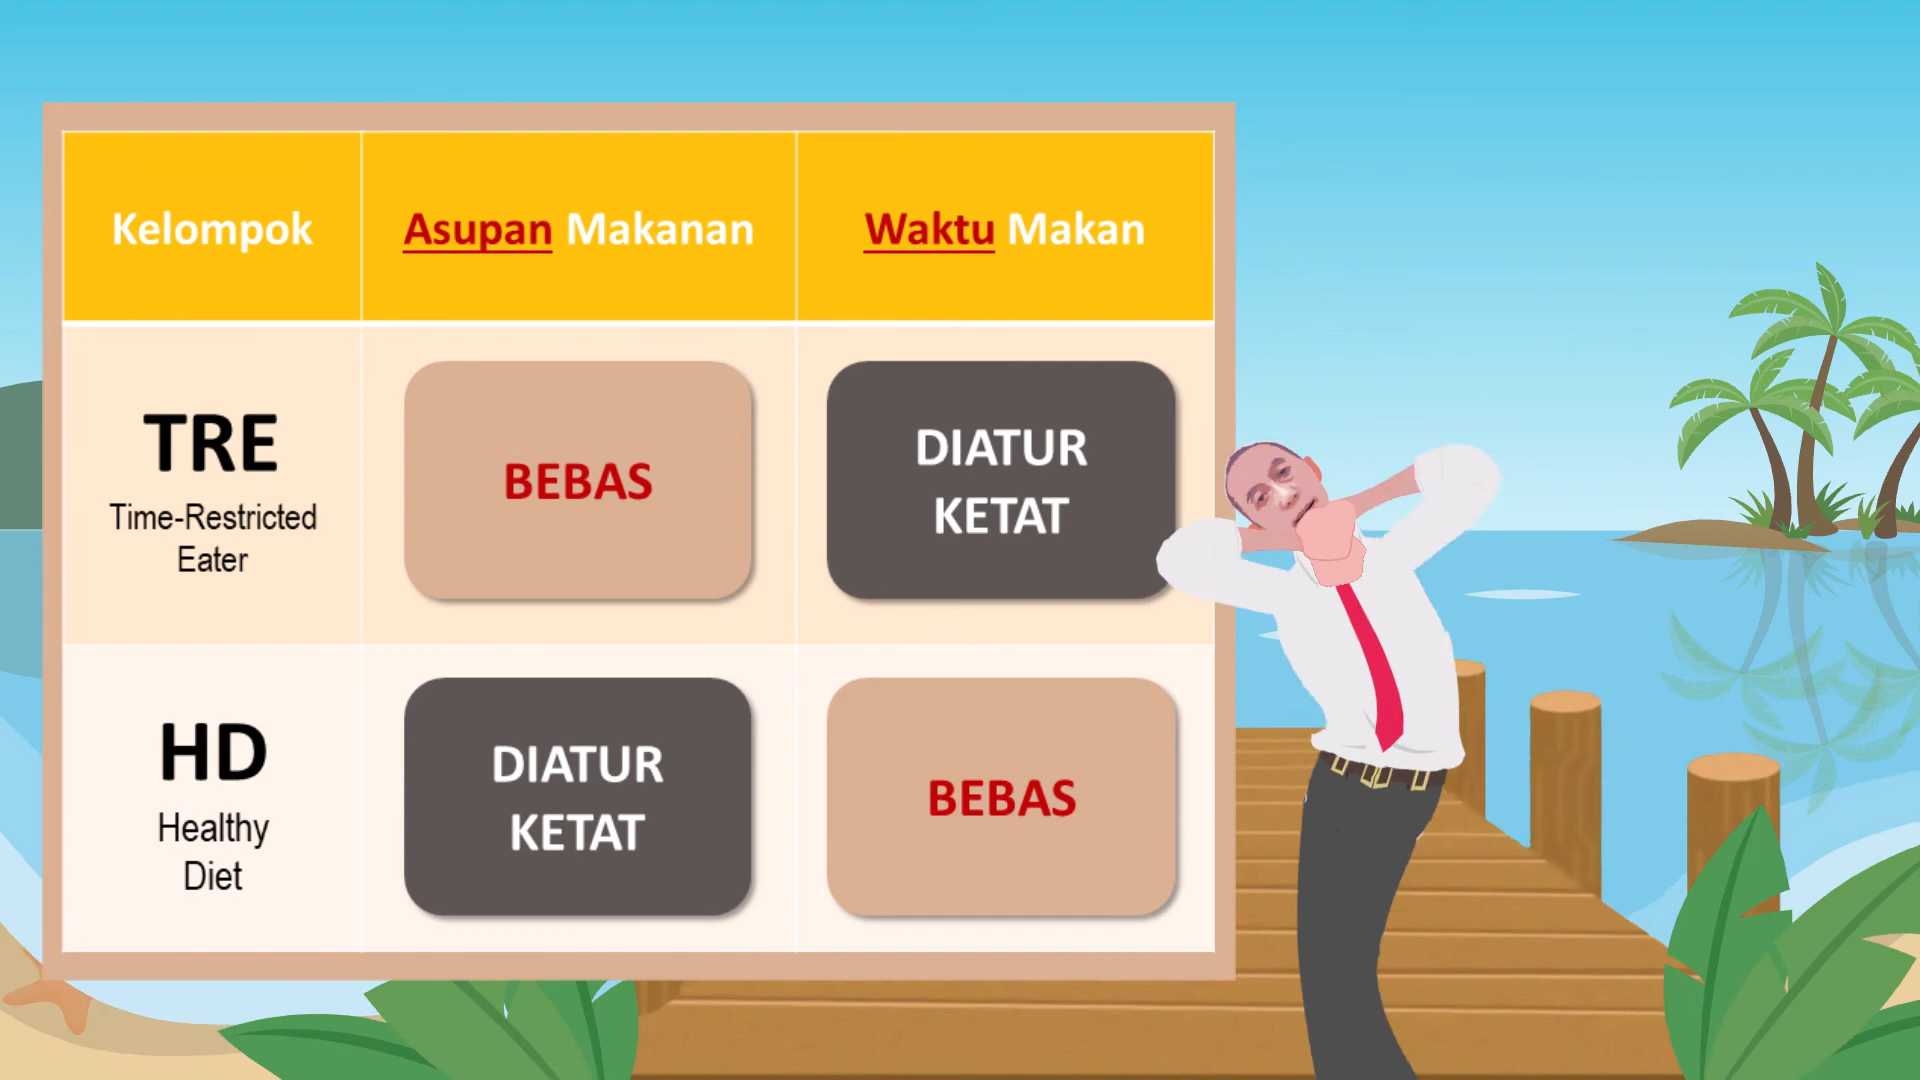 Kelompok
Asupan Makanan
Waktu Makan
TRE
Time-Restricted
Eater
BEBAS
DIATUR
KETAT
HD
Healthy
Diet
DIATUR
KETAT
BEBAS